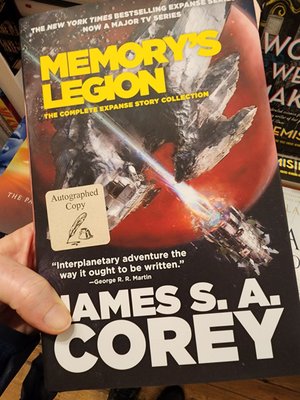 THE NEW YORK TIMES BESTSELLING EXPANSE SERIES
NOW A MAJOR TV SERIES
MEMORY'S
LEGION
THE COMPLETE EXPANSE STORY COLLECTION
Autographed
Copy
"Interplanetary adventure the
way it ought to be written."
—George R. R. Martin
JAMES S. A.
COREY